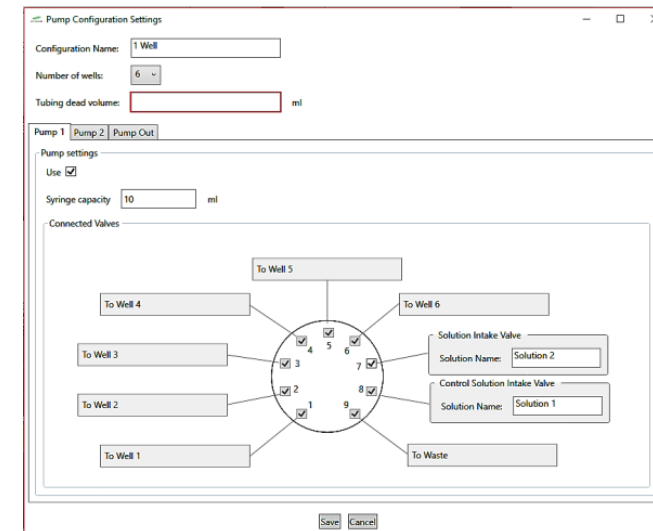 Pump Configuration Settings
Configuration Name: 1 Well
Number of wells: 6
Tubing dead volume: ml
Pump 1 Pump 2 Pump Out
Pump settings
Use
Syringe capacity 10 ml
Connected Valves
To Well 5
To Well 4
To Well 6
To Well 3
To Well 2
To Well 1
To Waste
4 5 6
3 7
2 8
1 9
Solution Intake Valve
Solution Name: Solution 2
Control Solution Intake Valve
Solution Name: Solution 1
Save Cancel